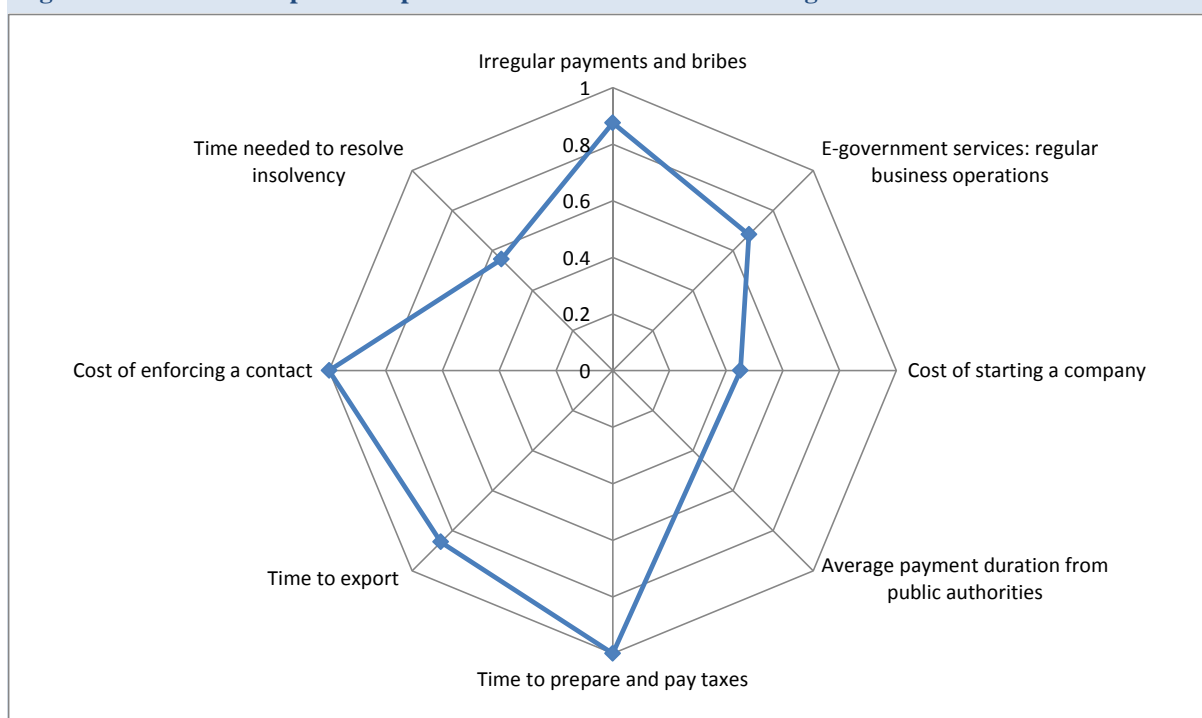 Irregular payments and bribes
1
Time needed to resolve
insolvency
E-government services: regular
business operations
0.8
0.6
0.4
0.2
Cost of enforcing a contact
0
Cost of starting a company
Average payment duration from
public authorities
Time to export
Time to prepare and pay taxes